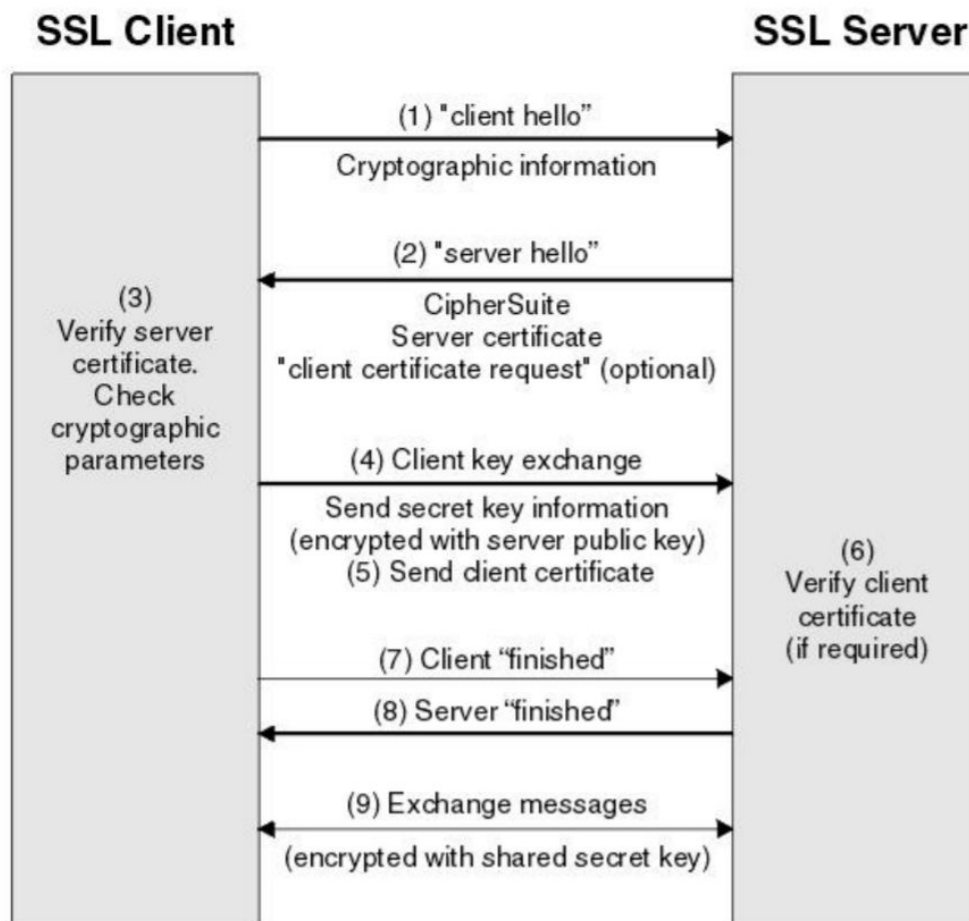 SSL Client
SSL Server
(1) "client hello”
Cryptographic information
(2) "server hello”
CipherSuite
Server certificate
"client certificate request" (optional)
(3)
Verify server
certificate.
Check
cryptographic
parameters
(4) Client key exchange
Send secret key information
(encrypted with server public key)
(5) Send client certificate
(6)
Verify client
certificate
(if required)
(7) Client “finished”
(8) Server “finished”
(9) Exchange messages
(encrypted with shared secret key)